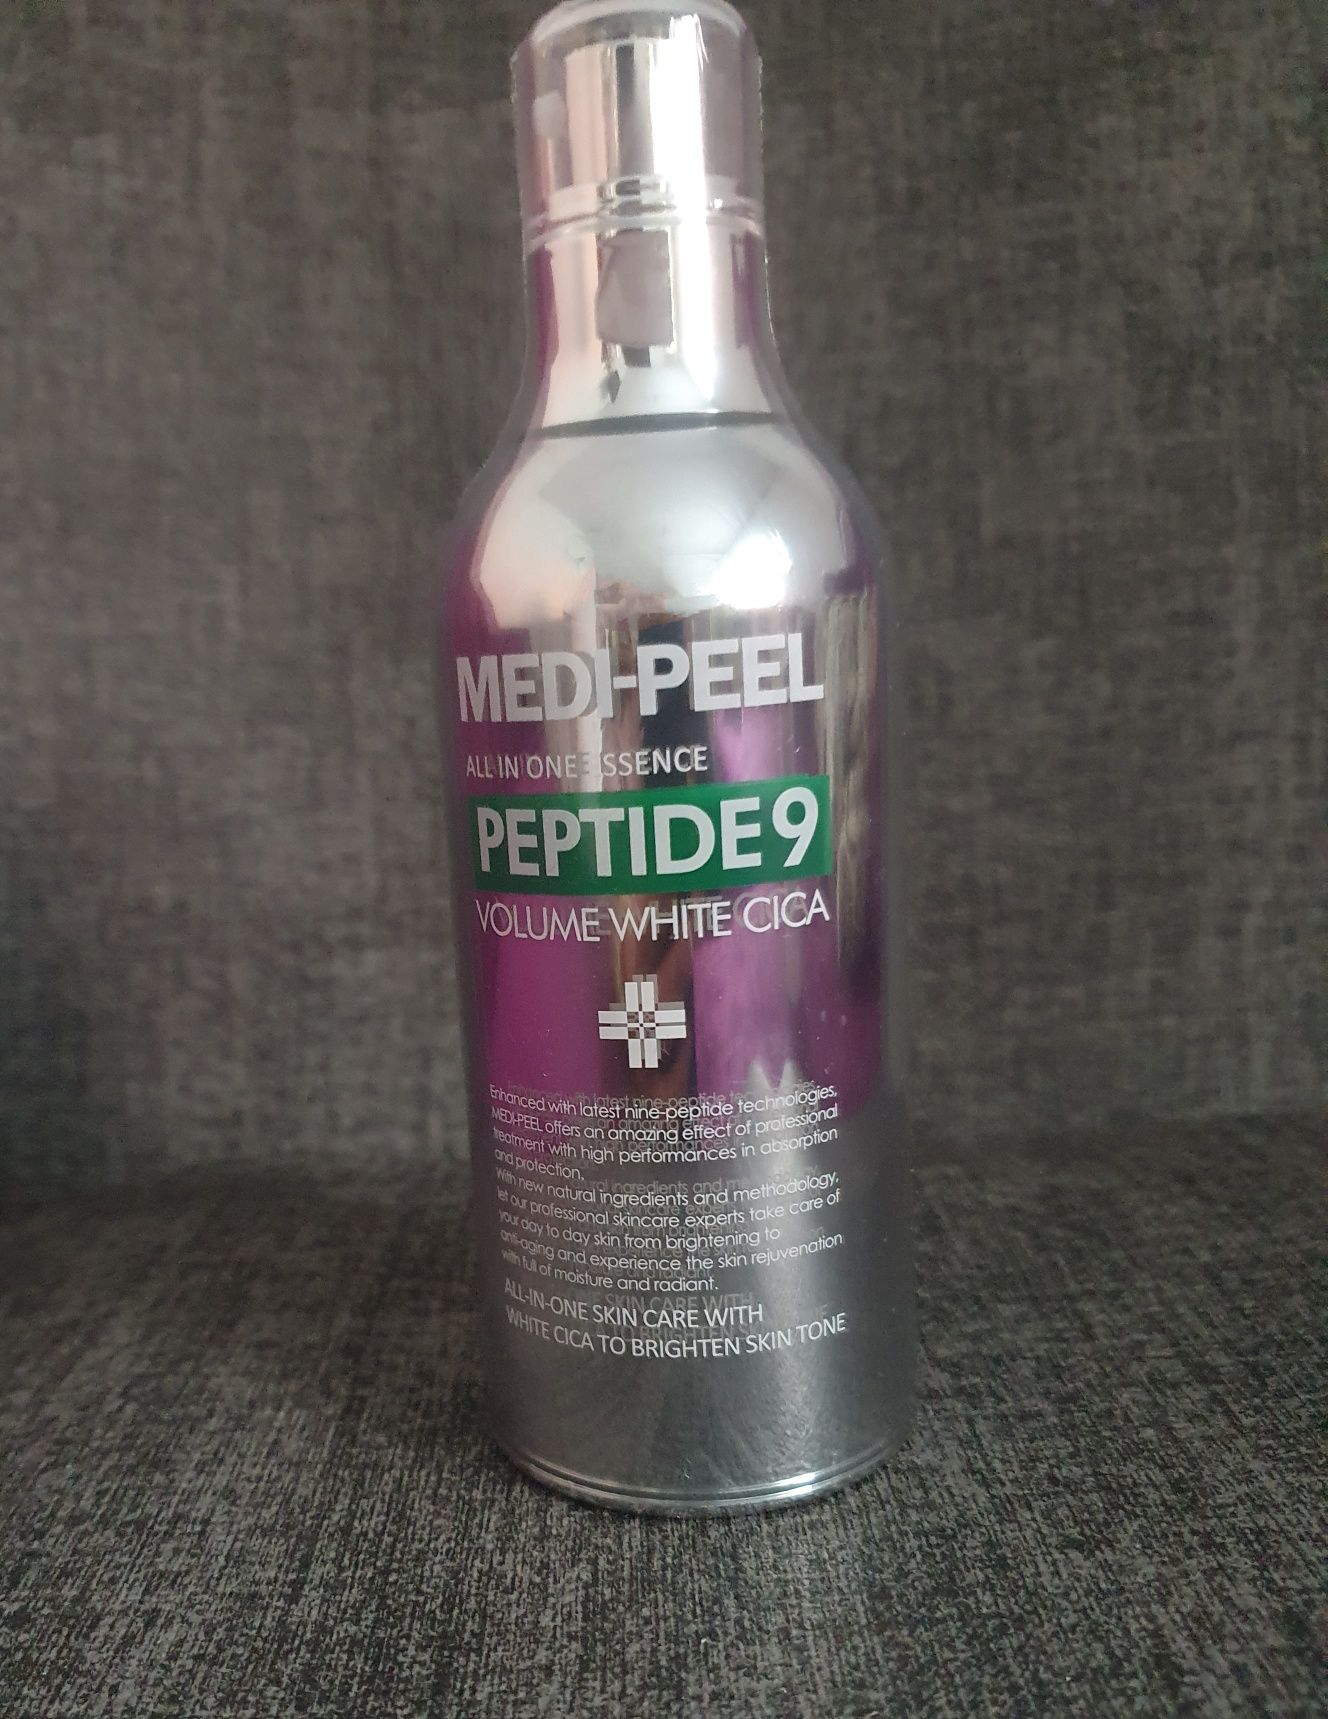 MEDI-PEEL
ALL IN ONE ESSENCE
PEPTIDE 9
VOLUME WHITE CICA
Enhanced with latest nine-peptide technologies,
MEDI-PEEL offers an amazing effect of professional
treatment with high performances in absorption
and protection.
With new natural ingredients and methodology,
let our professional skincare experts take care of
your day to day skin from brightening to
anti-aging and experience the skin rejuvenation
with full of moisture and radiant.
ALL-IN-ONE SKIN CARE WITH
WHITE CICA TO BRIGHTEN SKIN TONE